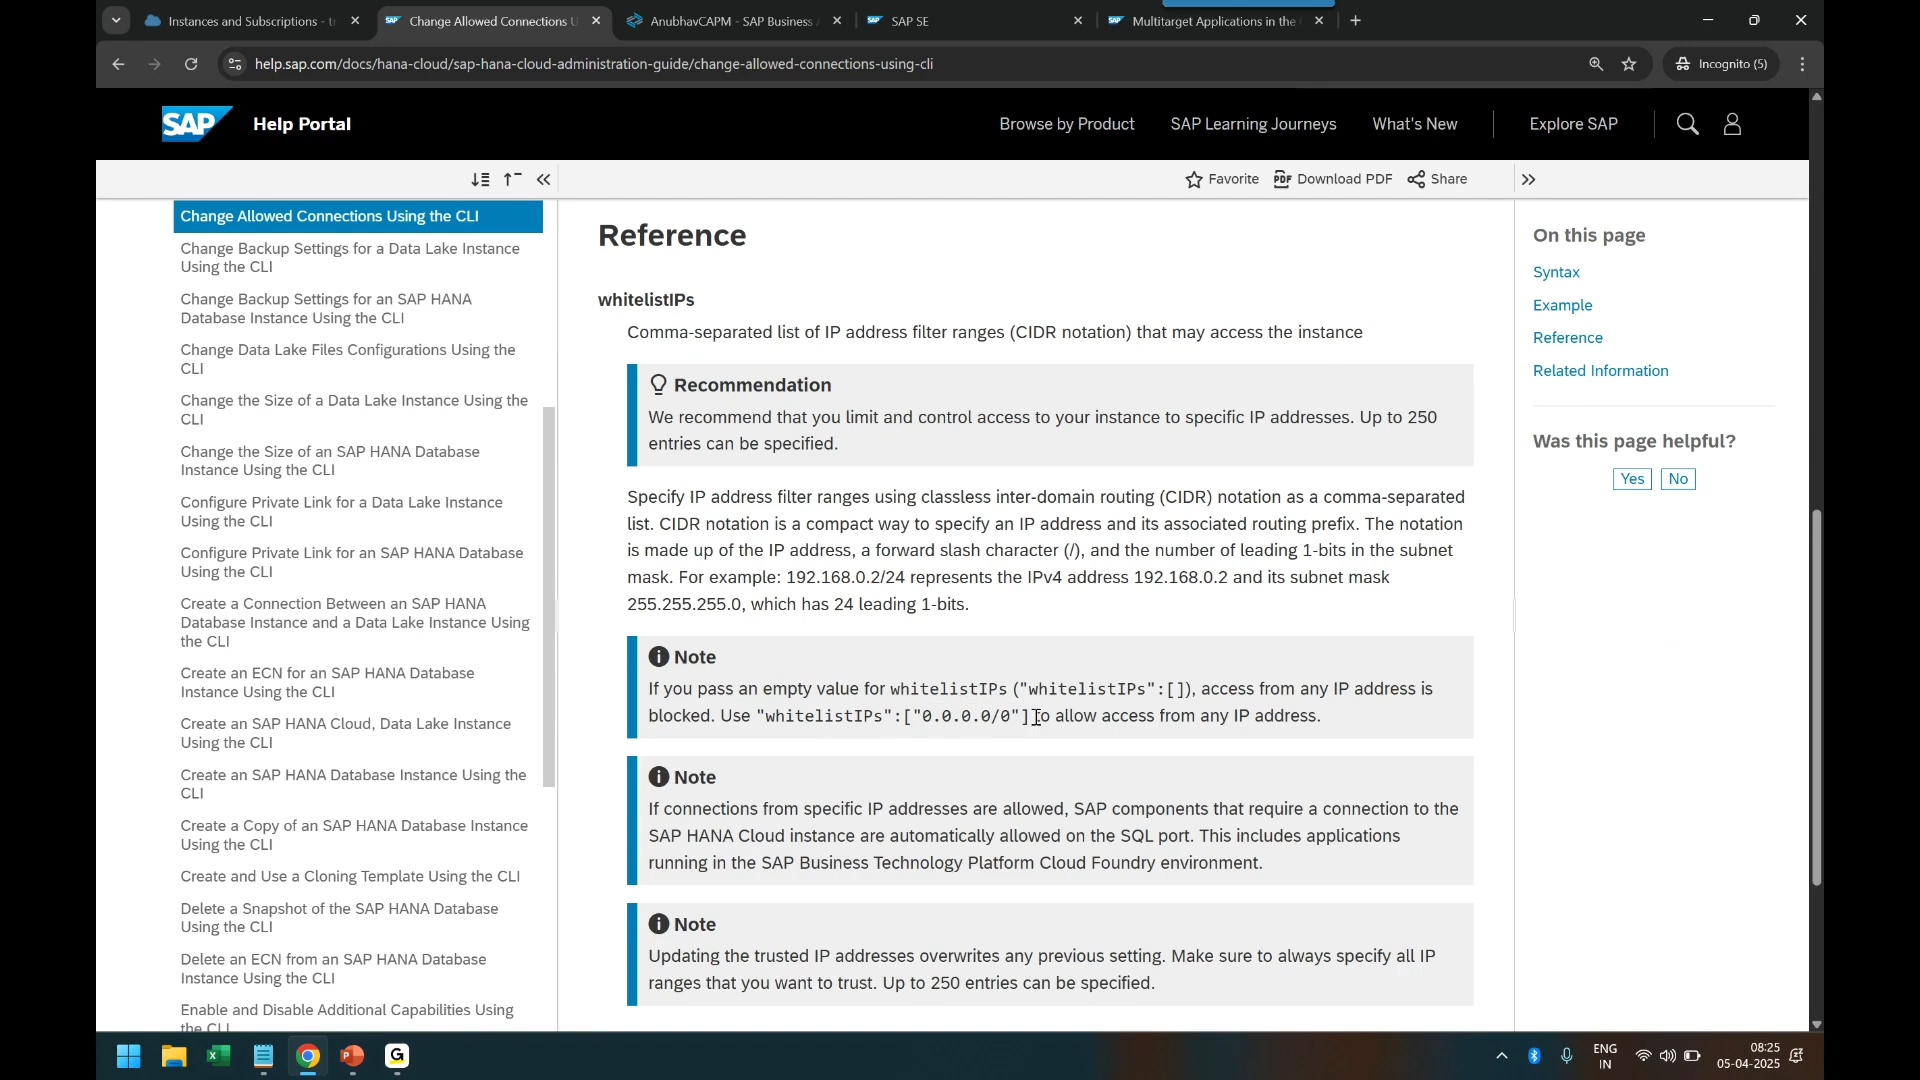 Instances and Subscriptions - tr
Change Allowed Connections U
AnubhavCAPM - SAP Business A
SAP SE
Multitarget Applications in the
help.sap.com/docs/hana-cloud/sap-hana-cloud-administration-guide/change-allowed-connections-using-cli
Incognito (5)
SAP
Help Portal
Browse by Product
SAP Learning Journeys
What's New
Explore SAP
Favorite
PDF
Download PDF
Share
Change Allowed Connections Using the CLI
Change Backup Settings for a Data Lake Instance
Using the CLI
Change Backup Settings for an SAP HANA
Database Instance Using the CLI
Change Data Lake Files Configurations Using the
CLI
Change the Size of a Data Lake Instance Using the
CLI
Change the Size of an SAP HANA Database
Instance Using the CLI
Configure Private Link for a Data Lake Instance
Using the CLI
Configure Private Link for an SAP HANA Database
Using the CLI
Create a Connection Between an SAP HANA
Database Instance and a Data Lake Instance Using
the CLI
Create an ECN for an SAP HANA Database
Instance Using the CLI
Create an SAP HANA Cloud, Data Lake Instance
Using the CLI
Create an SAP HANA Database Instance Using the
CLI
Create a Copy of an SAP HANA Database Instance
Using the CLI
Create and Use a Cloning Template Using the CLI
Delete a Snapshot of the SAP HANA Database
Using the CLI
Delete an ECN from an SAP HANA Database
Instance Using the CLI
Enable and Disable Additional Capabilities Using
the CLI
Reference
whitelistIPs
Comma-separated list of IP address filter ranges (CIDR notation) that may access the instance
Recommendation
We recommend that you limit and control access to your instance to specific IP addresses. Up to 250
entries can be specified.
Specify IP address filter ranges using classless inter-domain routing (CIDR) notation as a comma-separated
list. CIDR notation is a compact way to specify an IP address and its associated routing prefix. The notation
is made up of the IP address, a forward slash character (/), and the number of leading 1-bits in the subnet
mask. For example: 192.168.0.2/24 represents the IPv4 address 192.168.0.2 and its subnet mask
255.255.255.0, which has 24 leading 1-bits.
Note
If you pass an empty value for whitelistIPs ("whitelistIPs":[]), access from any IP address is
blocked. Use "whitelistIPs":["0.0.0.0/0"] to allow access from any IP address.
Note
If connections from specific IP addresses are allowed, SAP components that require a connection to the
SAP HANA Cloud instance are automatically allowed on the SQL port. This includes applications
running in the SAP Business Technology Platform Cloud Foundry environment.
Note
Updating the trusted IP addresses overwrites any previous setting. Make sure to always specify all IP
ranges that you want to trust. Up to 250 entries can be specified.
On this page
Syntax
Example
Reference
Related Information
Was this page helpful?
Yes
No
ENG
IN
08:25
05-04-2025